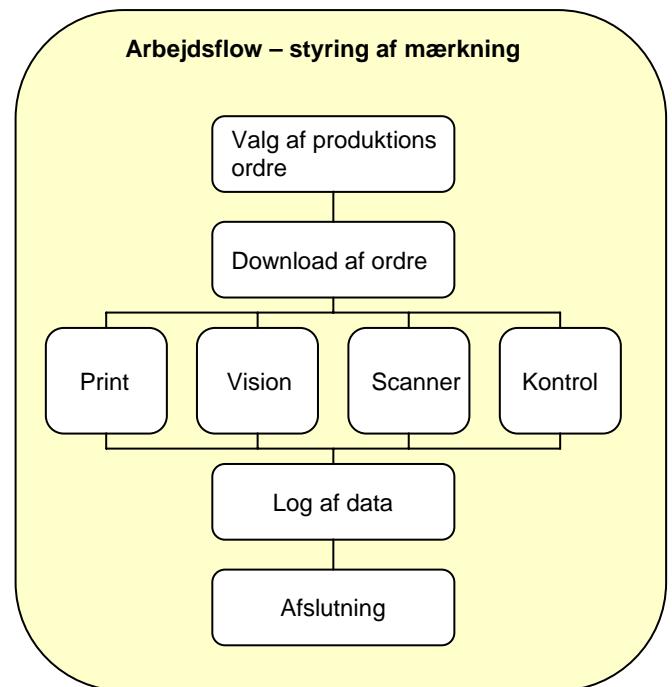 Arbejdsflow – styring af mærkning
Valg af produktions
ordre
Download af ordre
Print
Vision
Scanner
Kontrol
Log af data
Afslutning